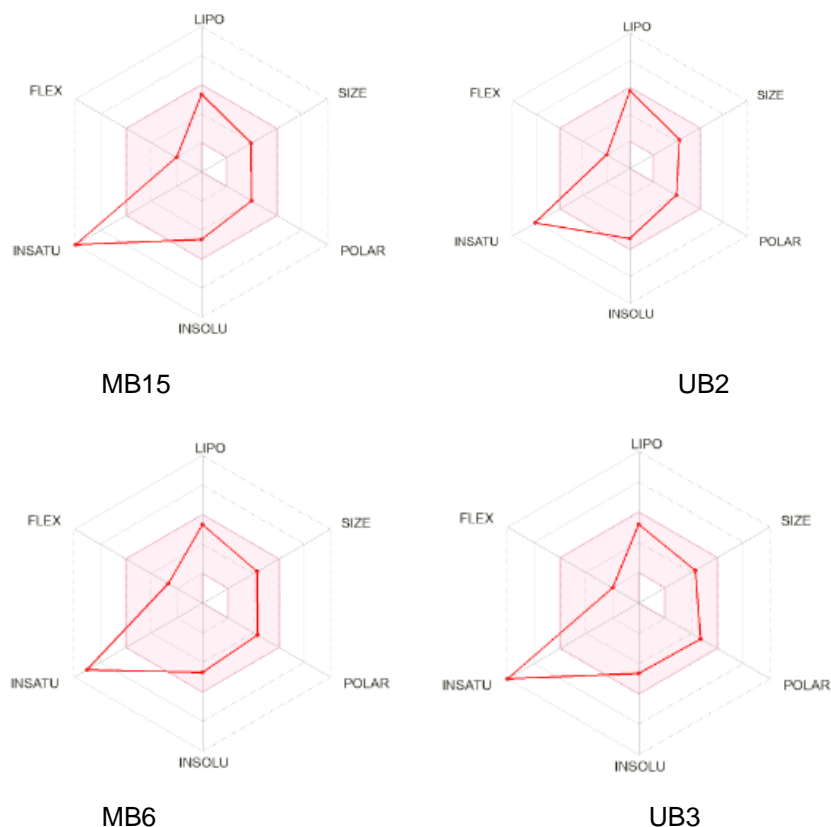 LIPO
FLEX
SIZE
INSATU
POLAR
INSOLU
MB15
LIPO
FLEX
SIZE
INSATU
POLAR
INSOLU
UB2
LIPO
FLEX
SIZE
INSATU
POLAR
INSOLU
MB6
LIPO
FLEX
SIZE
INSATU
POLAR
INSOLU
UB3